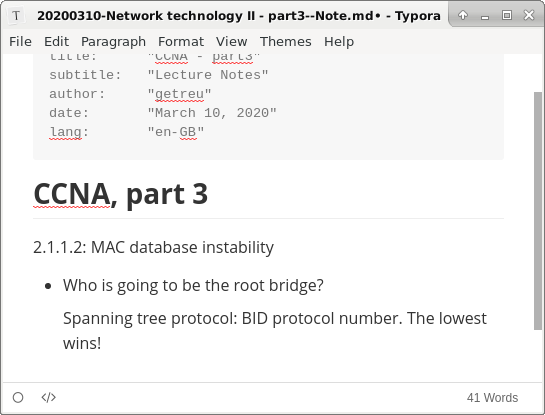 20200310-Network technology II - part3--Note.md• - Typora
File Edit Paragraph Format View Themes Help
title: "CCNA - part3"
subtitle: "Lecture Notes"
author: "getreu"
date: "March 10, 2020"
lang: "en-GB"
CCNA, part 3
2.1.1.2: MAC database instability
• Who is going to be the root bridge?
Spanning tree protocol: BID protocol number. The lowest
wins!
41 Words